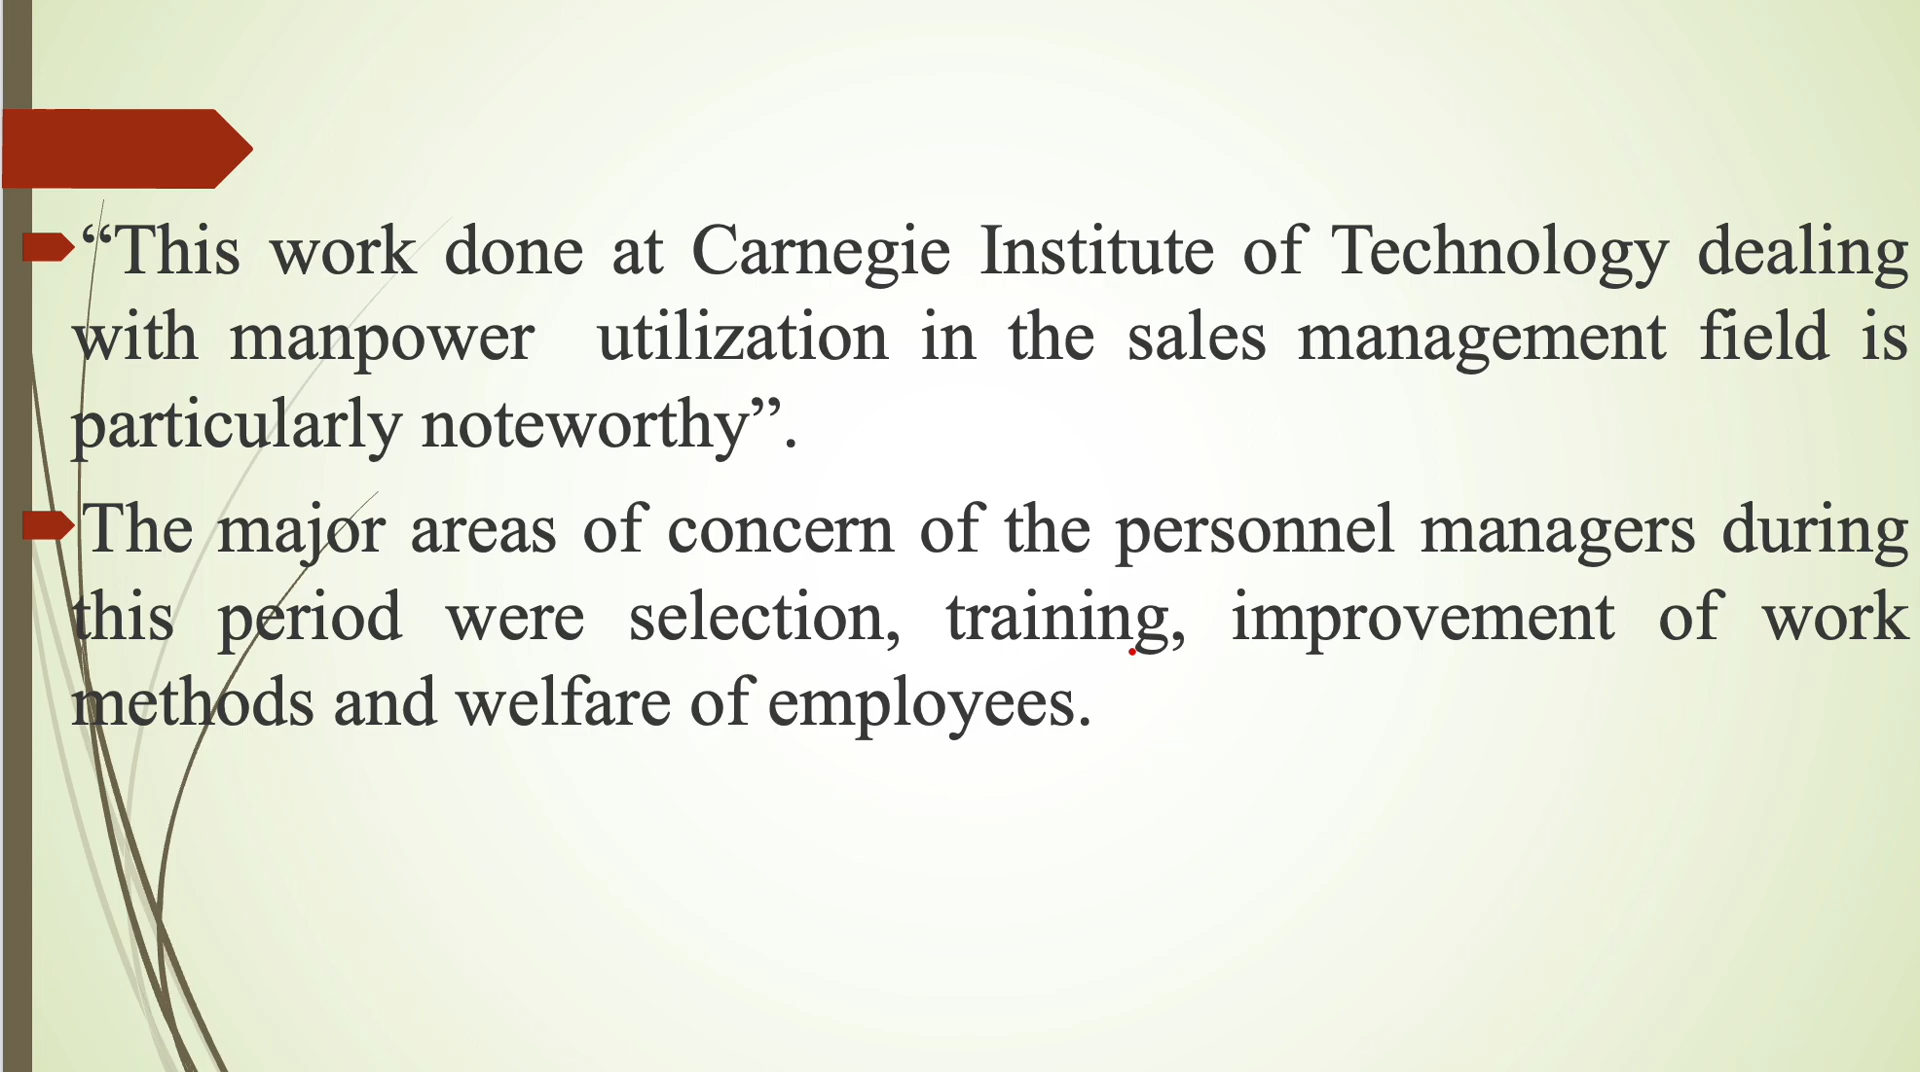 “This work done at Carnegie Institute of Technology dealing
with manpower  utilization in the sales management field is
particularly noteworthy”.
The major areas of concern of the personnel managers during
this period were selection, training, improvement of work
methods and welfare of employees.